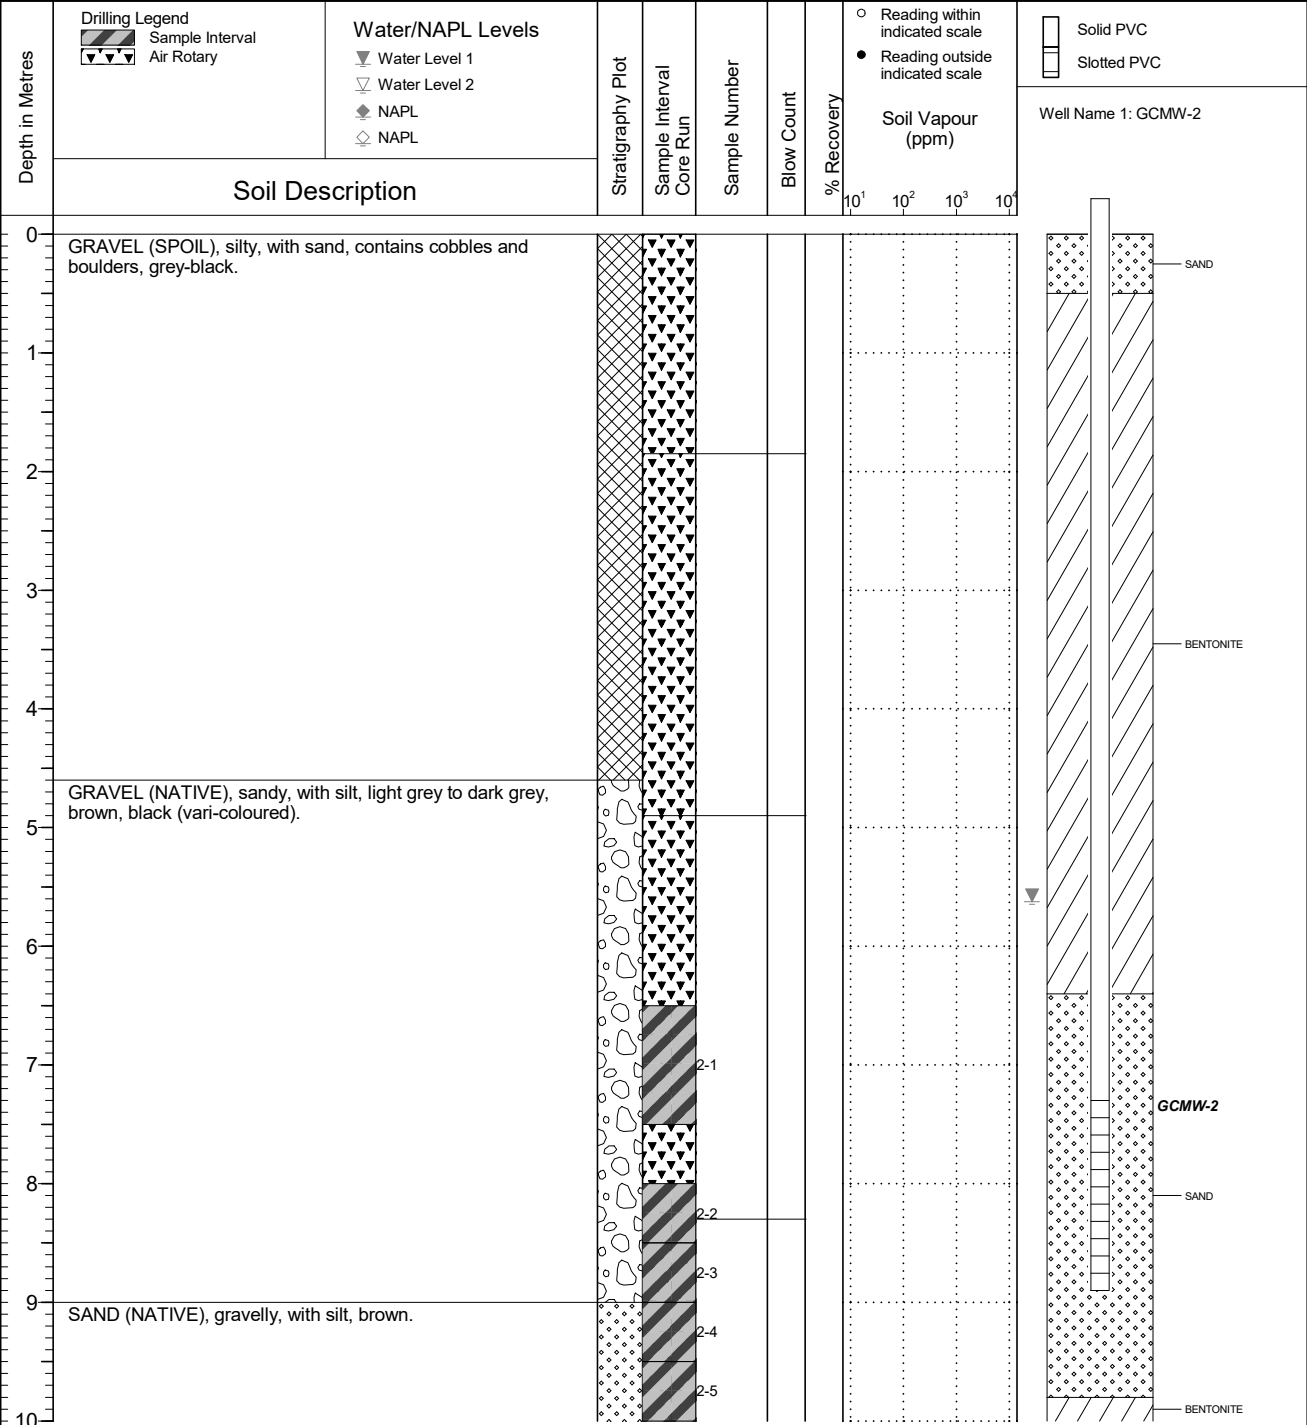 Depth in Metres
Drilling Legend
Sample Interval
Air Rotary
Water/NAPL Levels
Water Level 1
Water Level 2
NAPL
NAPL
Soil Description
Stratigraphy Plot
Sample Interval
Core Run
Sample Number
Blow Count
% Recovery
Reading within
indicated scale
Reading outside
indicated scale
Soil Vapour
(ppm)
10¹ 10² 10³ 10⁴
Solid PVC
Slotted PVC
Well Name 1: GCMW-2
0
GRAVEL (SPOIL), silty, with sand, contains cobbles and
boulders, grey-black.
SAND
1
2
3
BENTONITE
4
GRAVEL (NATIVE), sandy, with silt, light grey to dark grey,
brown, black (vari-coloured).
5
6
7
2-1
GCMW-2
8
SAND
2-2
2-3
9
SAND (NATIVE), gravelly, with silt, brown.
2-4
2-5
BENTONITE
10